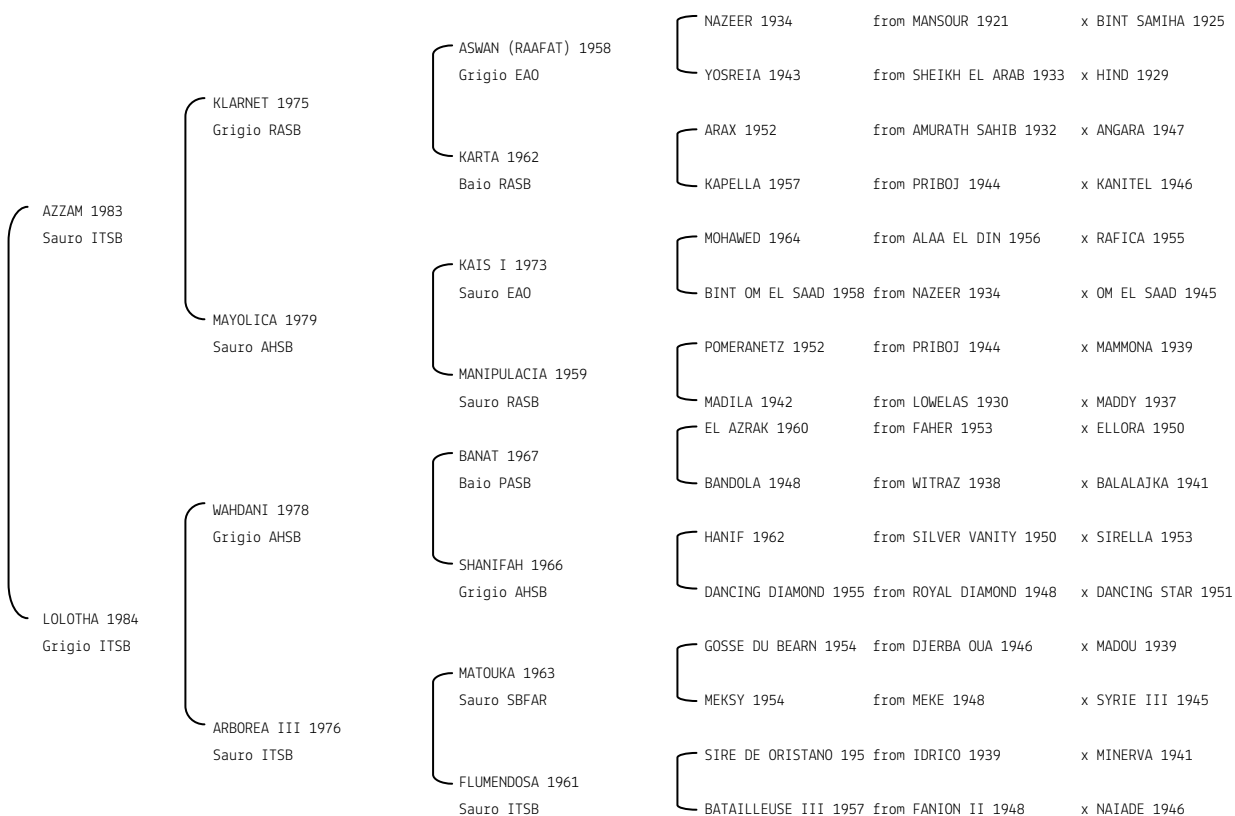 NAZEER 1934 from MANSOUR 1921 x BINT SAMIHA 1925
ASWAN (RAAFAT) 1958
Grigio EAO
YOSREIA 1943 from SHEIKH EL ARAB 1933 x HIND 1929
KLARNET 1975
Grigio RASB
ARAX 1952 from AMURATH SAHIB 1932 x ANGARA 1947
KARTA 1962
Baio RASB
KAPELLA 1957 from PRIBOJ 1944 x KANITEL 1946
AZZAM 1983
Sauro ITSB
MOHAWED 1964 from ALAA EL DIN 1956 x RAFICA 1955
KAIS I 1973
Sauro EAO
BINT OM EL SAAD 1958 from NAZEER 1934 x OM EL SAAD 1945
MAYOLICA 1979
Sauro AHSB
POMERANETZ 1952 from PRIBOJ 1944 x MAMMONA 1939
MANIPULACIA 1959
Sauro RASB
MADILA 1942 from LOWELAS 1930 x MADDY 1937
EL AZRAK 1960 from FAHER 1953 x ELLORA 1950
BANAT 1967
Baio PASB
BANDOLA 1948 from WITRAZ 1938 x BALALAJKA 1941
WAHDANI 1978
Grigio AHSB
HANIF 1962 from SILVER VANITY 1950 x SIRELLA 1953
SHANIFAH 1966
Grigio AHSB
DANCING DIAMOND 1955 from ROYAL DIAMOND 1948 x DANCING STAR 1951
LOLOTHA 1984
Grigio ITSB
GOSSE DU BEARN 1954 from DJERBA OUA 1946 x MADOU 1939
MATOUKA 1963
Sauro SBFAR
MEKSY 1954 from MEKE 1948 x SYRIE III 1945
ARBOREA III 1976
Sauro ITSB
SIRE DE ORISTANO 195 from IDRICO 1939 x MINERVA 1941
FLUMENDOSA 1961
Sauro ITSB
BATAILLEUSE III 1957 from FANION II 1948 x NAIADE 1946